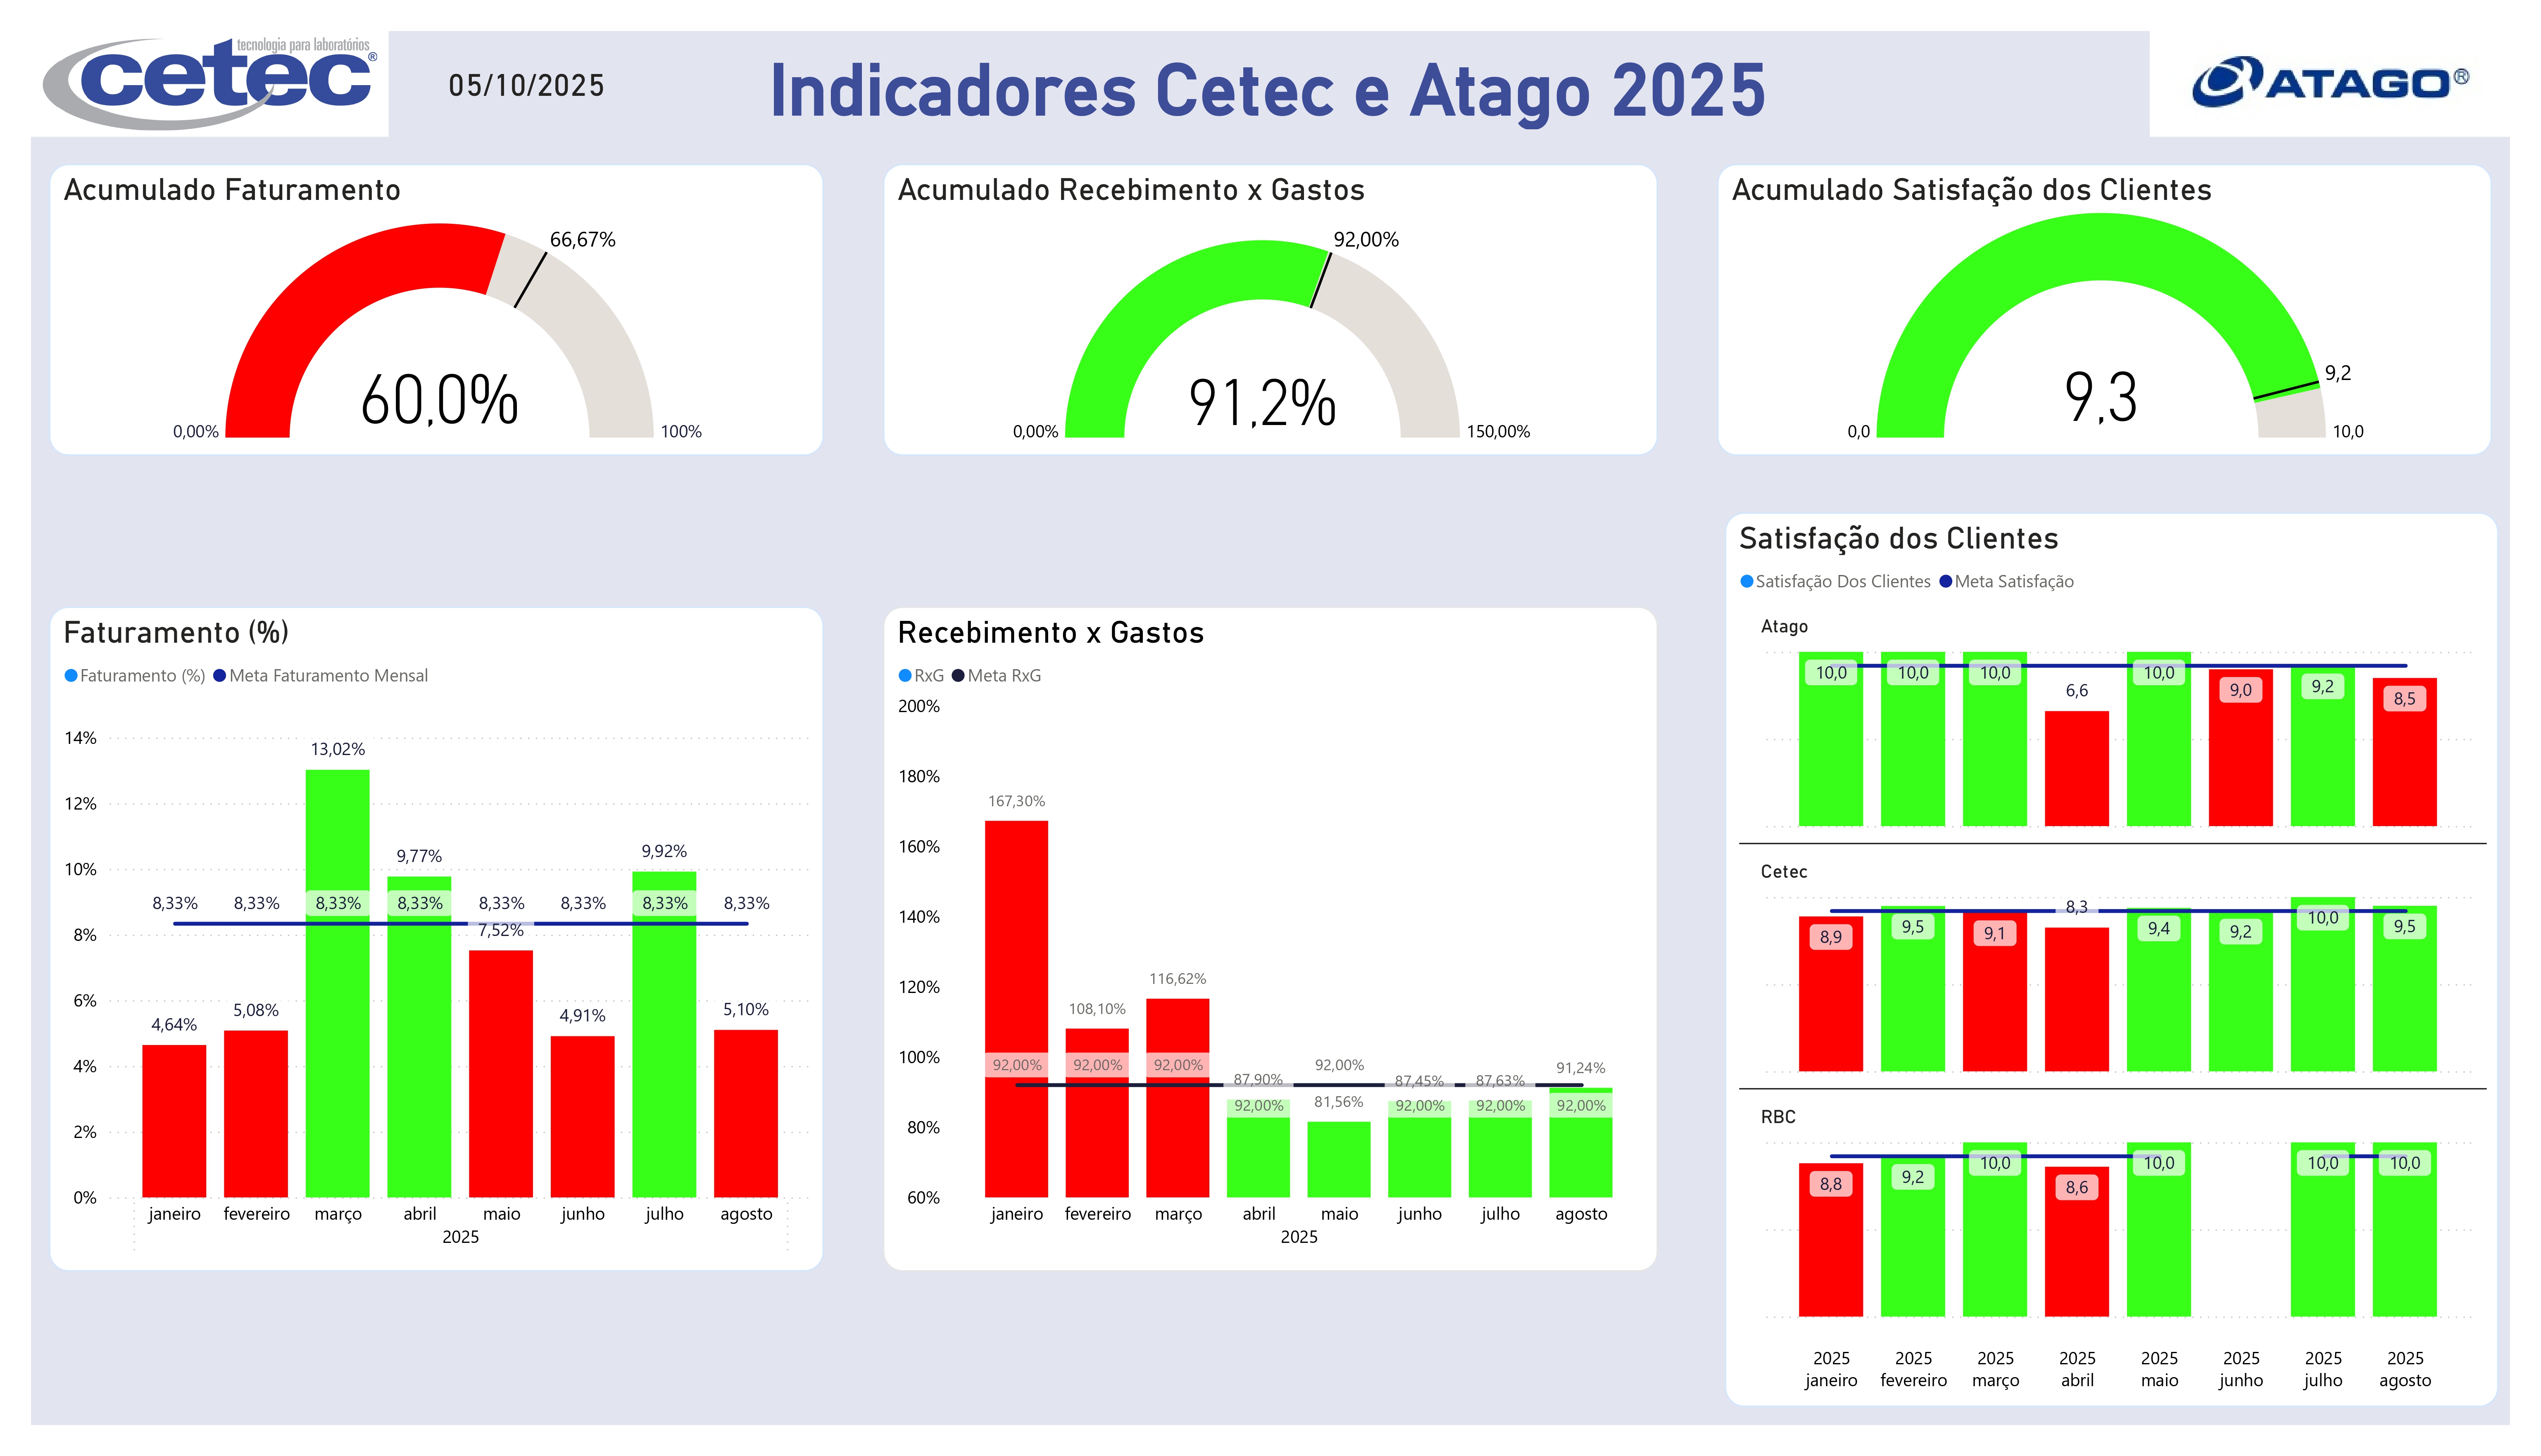 tecnologia para laboratórios
cetec®
05/10/2025
Indicadores Cetec e Atago 2025
ATAGO®
Acumulado Faturamento
66,67%
60,0%
0,00%
100%
Acumulado Recebimento x Gastos
92,00%
91,2%
0,00%
150,00%
Acumulado Satisfação dos Clientes
9,2
9,3
0,0
10,0
Faturamento (%)
Faturamento (%) Meta Faturamento Mensal
14%
12%
10%
8%
6%
4%
2%
0%
13,02%
9,77%
9,92%
8,33% 8,33% 8,33% 8,33% 8,33% 8,33% 8,33% 8,33%
7,52%
4,64%
5,08%
4,91%
5,10%
janeiro fevereiro março abril maio junho julho agosto
2025
Recebimento x Gastos
RxG Meta RxG
200%
180%
160%
140%
120%
100%
80%
60%
167,30%
108,10%
116,62%
92,00% 92,00% 92,00% 92,00%
87,90% 87,45% 87,63% 91,24%
92,00% 81,56% 92,00% 92,00% 92,00%
janeiro fevereiro março abril maio junho julho agosto
2025
Satisfação dos Clientes
Satisfação Dos Clientes Meta Satisfação
Atago
10,0 10,0 10,0 6,6 10,0 9,0 9,2 8,5
Cetec
8,9 9,5 9,1 8,3 9,4 9,2 10,0 9,5
RBC
8,8 9,2 10,0 8,6 10,0 10,0 10,0
2025 2025 2025 2025 2025 2025 2025 2025
janeiro fevereiro março abril maio junho julho agosto